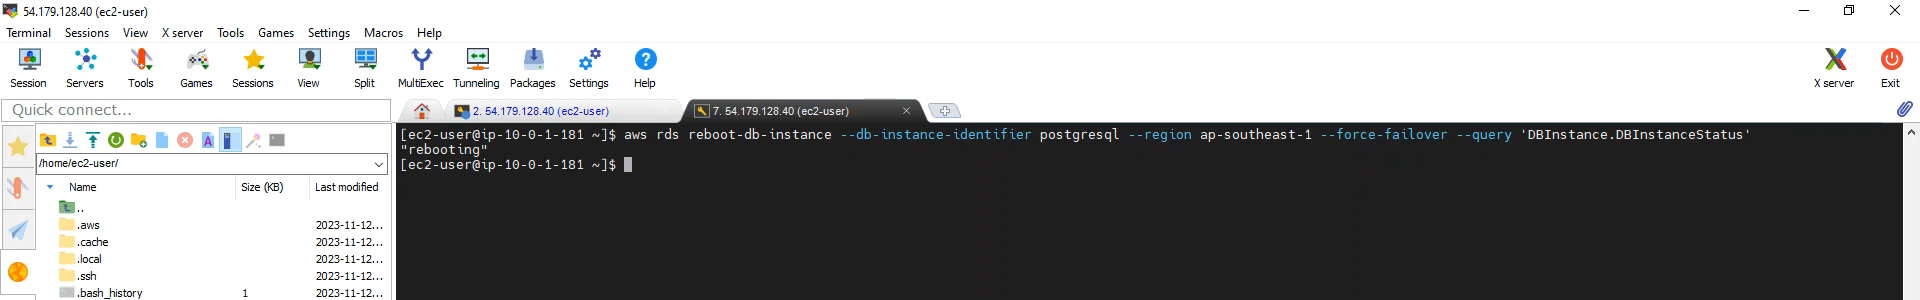 54.179.128.40 (ec2-user)
Terminal Sessions View X server Tools Games Settings Macros Help
Session Servers Tools Games Sessions View Split MultiExec Tunneling Packages Settings Help X server Exit
Quick connect...
2. 54.179.128.40 (ec2-user)
7. 54.179.128.40 (ec2-user)
/home/ec2-user/
Name Size (KB) Last modified
..
.aws 2023-11-12...
.cache 2023-11-12...
.local 2023-11-12...
.ssh 2023-11-12...
.bash_history 1 2023-11-12...
[ec2-user@ip-10-0-1-181 ~]$ aws rds reboot-db-instance --db-instance-identifier postgresql --region ap-southeast-1 --force-failover --query 'DBInstance.DBInstanceStatus'
"rebooting"
[ec2-user@ip-10-0-1-181 ~]$